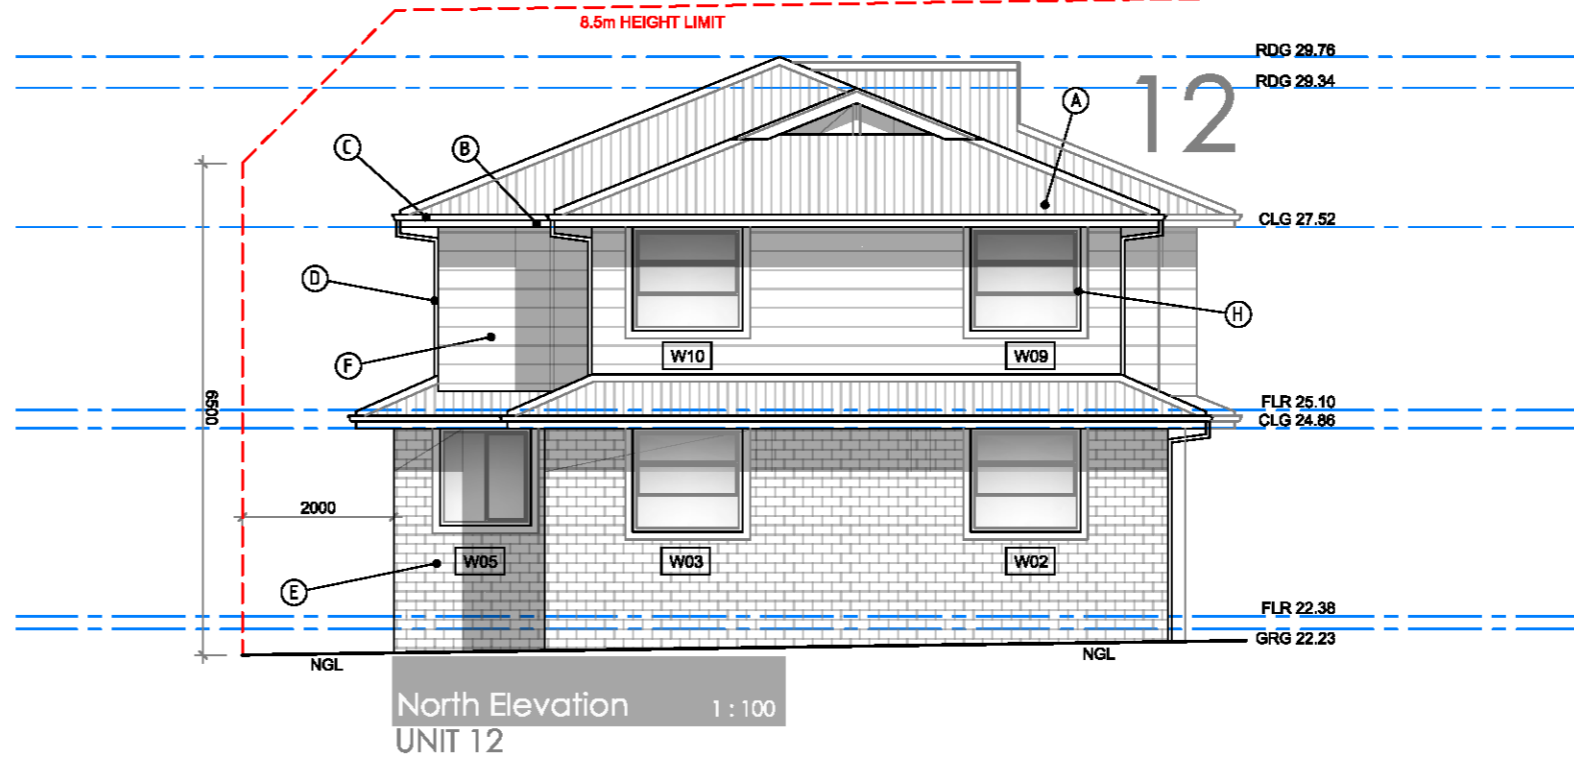 8.5m HEIGHT LIMIT
RDG 29.76
RDG 29.34
12
A
C
B
CLG 27.52
D
H
F
W10
W09
6500
FLR 25.10
CLG 24.86
2000
W05
W03
W02
E
FLR 22.38
GRG 22.23
NGL
NGL
North Elevation 1 : 100
UNIT 12